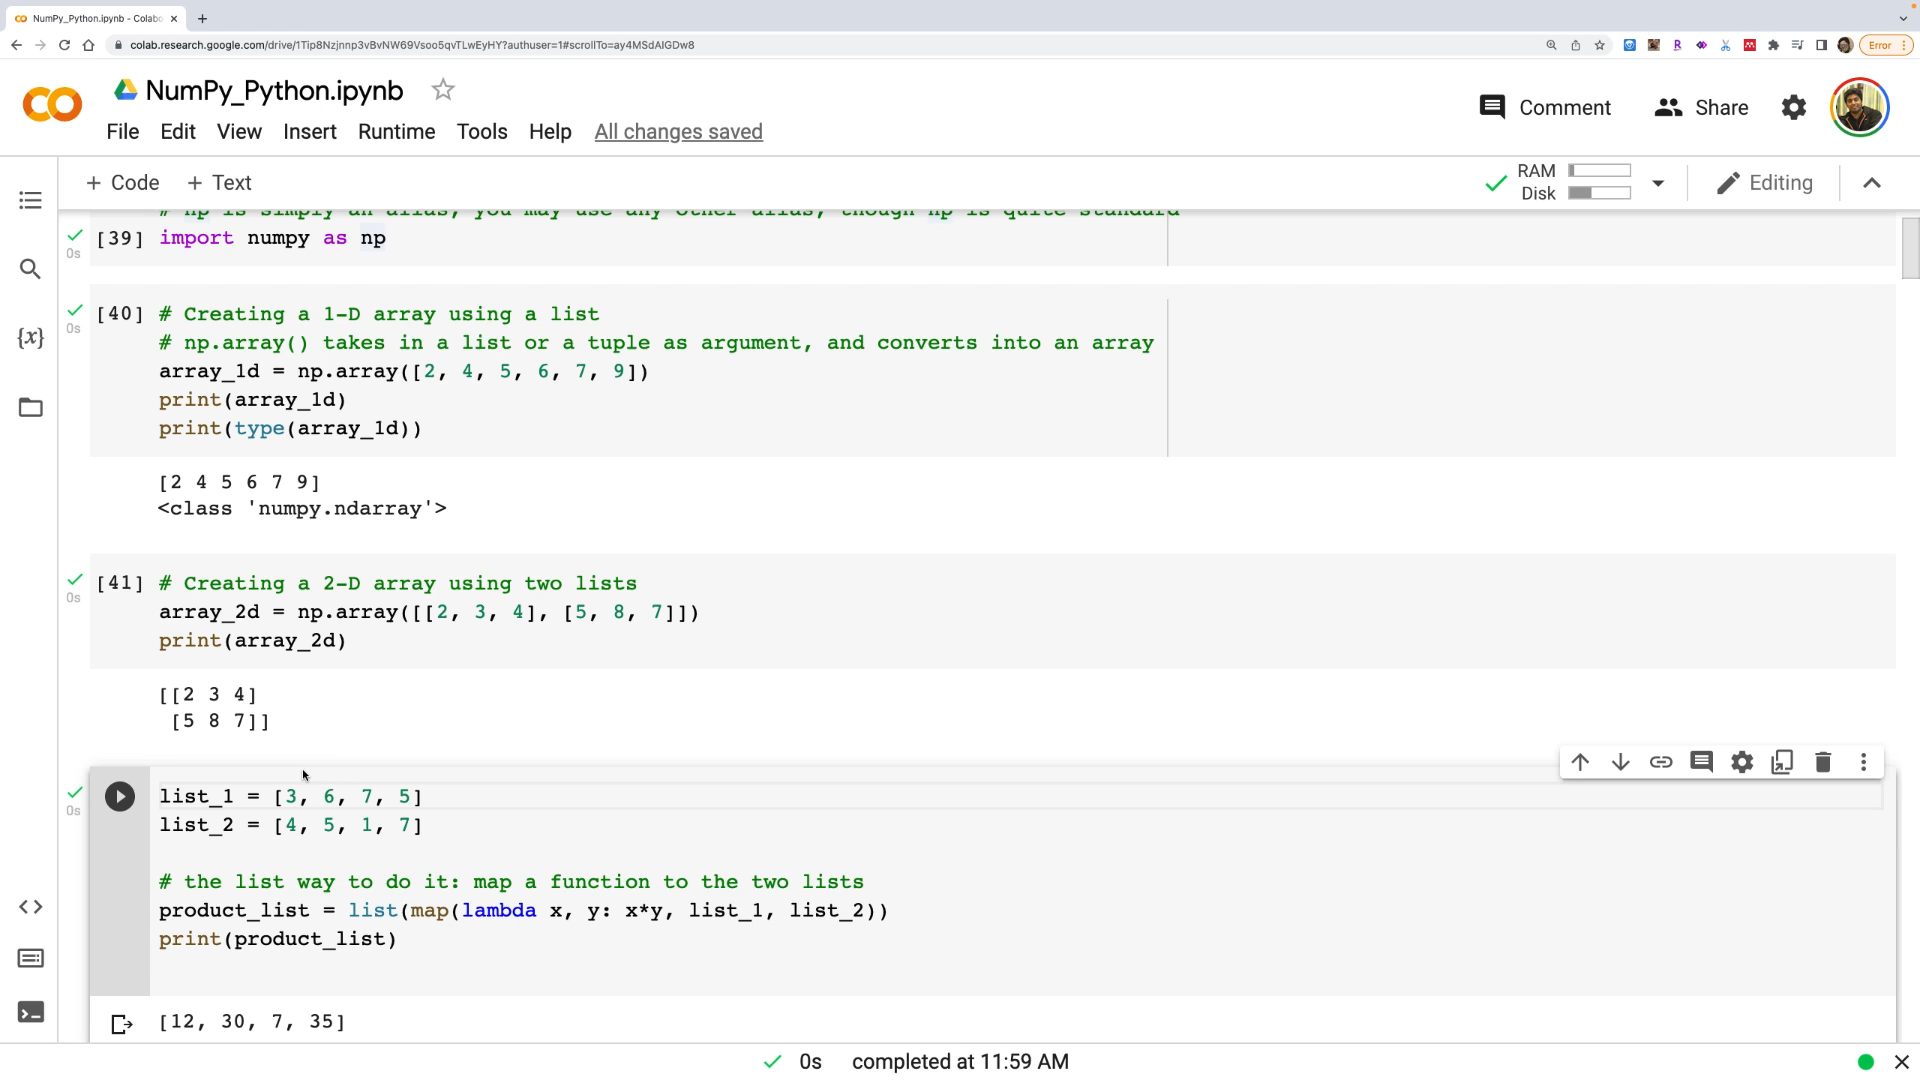 NumPy_Python.ipynb - Colabo
colab.research.google.com/drive/1Tip8Nzjnnp3vBvNW69Vsoo5qvTLwEyHY?authuser=1#scrollTo=ay4MSdAIGDw8
Error
NumPy_Python.ipynb
File Edit View Insert Runtime Tools Help All changes saved
Comment Share
+ Code + Text
RAM
Disk
Editing
# np is simply an alias, you may use any other alias, though np is quite standard
[39] import numpy as np
0s
[40] # Creating a 1-D array using a list
0s
# np.array() takes in a list or a tuple as argument, and converts into an array
array_1d = np.array([2, 4, 5, 6, 7, 9])
print(array_1d)
print(type(array_1d))
[2 4 5 6 7 9]
<class 'numpy.ndarray'>
[41] # Creating a 2-D array using two lists
0s
array_2d = np.array([[2, 3, 4], [5, 8, 7]])
print(array_2d)
[[2 3 4]
[5 8 7]]
list_1 = [3, 6, 7, 5]
0s
list_2 = [4, 5, 1, 7]
# the list way to do it: map a function to the two lists
product_list = list(map(lambda x, y: x*y, list_1, list_2))
print(product_list)
[12, 30, 7, 35]
0s completed at 11:59 AM